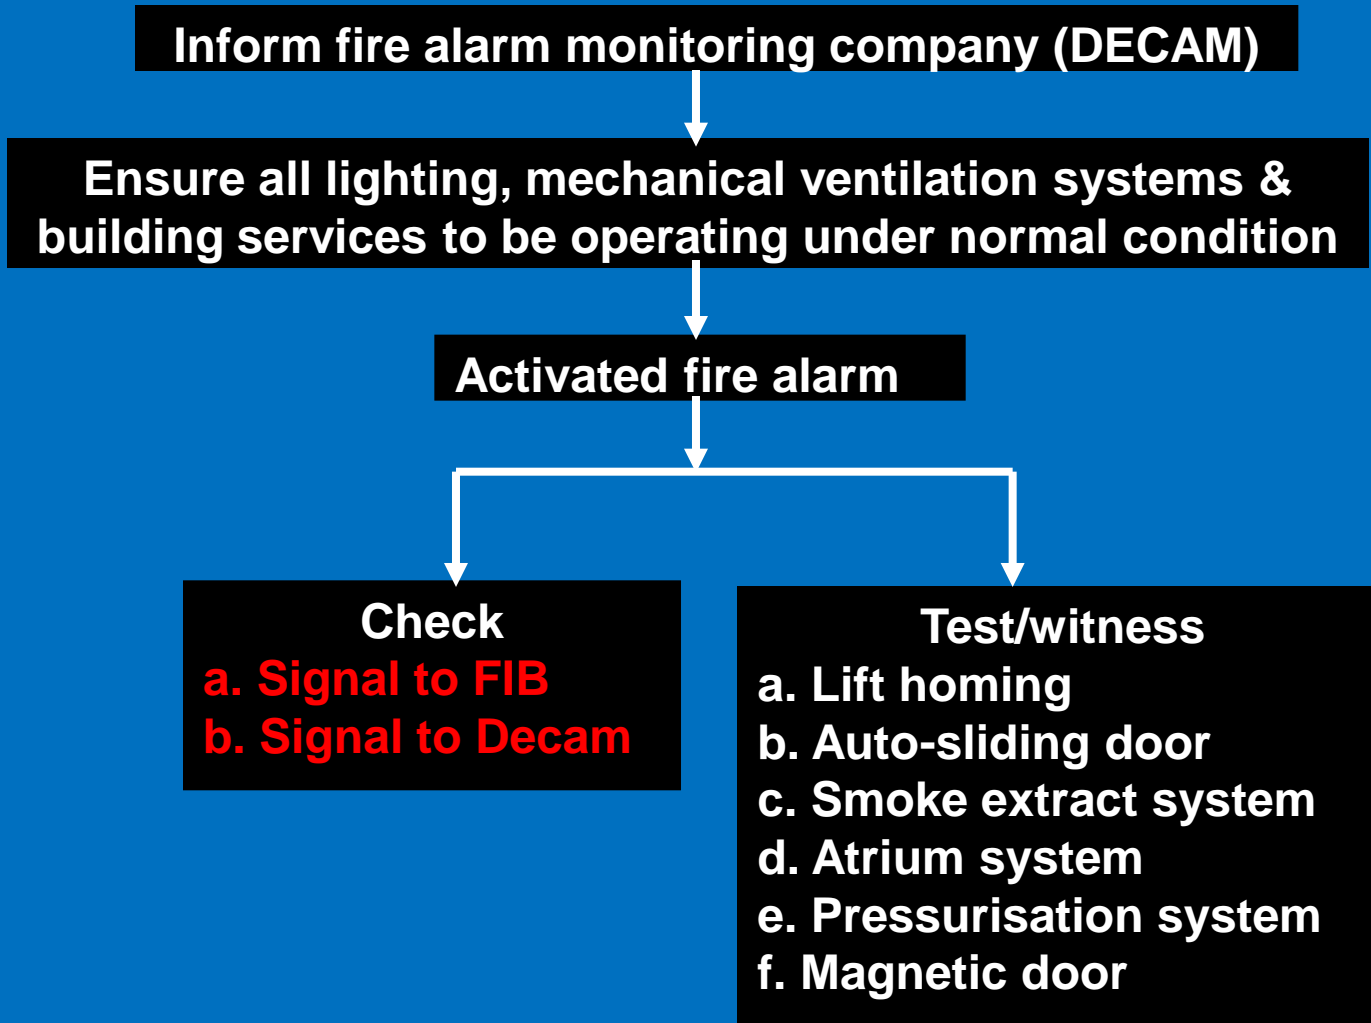 Inform fire alarm monitoring company (DECAM)
Ensure all lighting, mechanical ventilation systems &
building services to be operating under normal condition
Activated fire alarm
Check
a. Signal to FIB
b. Signal to Decam
Test/witness
a. Lift homing
b. Auto-sliding door
c. Smoke extract system
d. Atrium system
e. Pressurisation system
f. Magnetic door